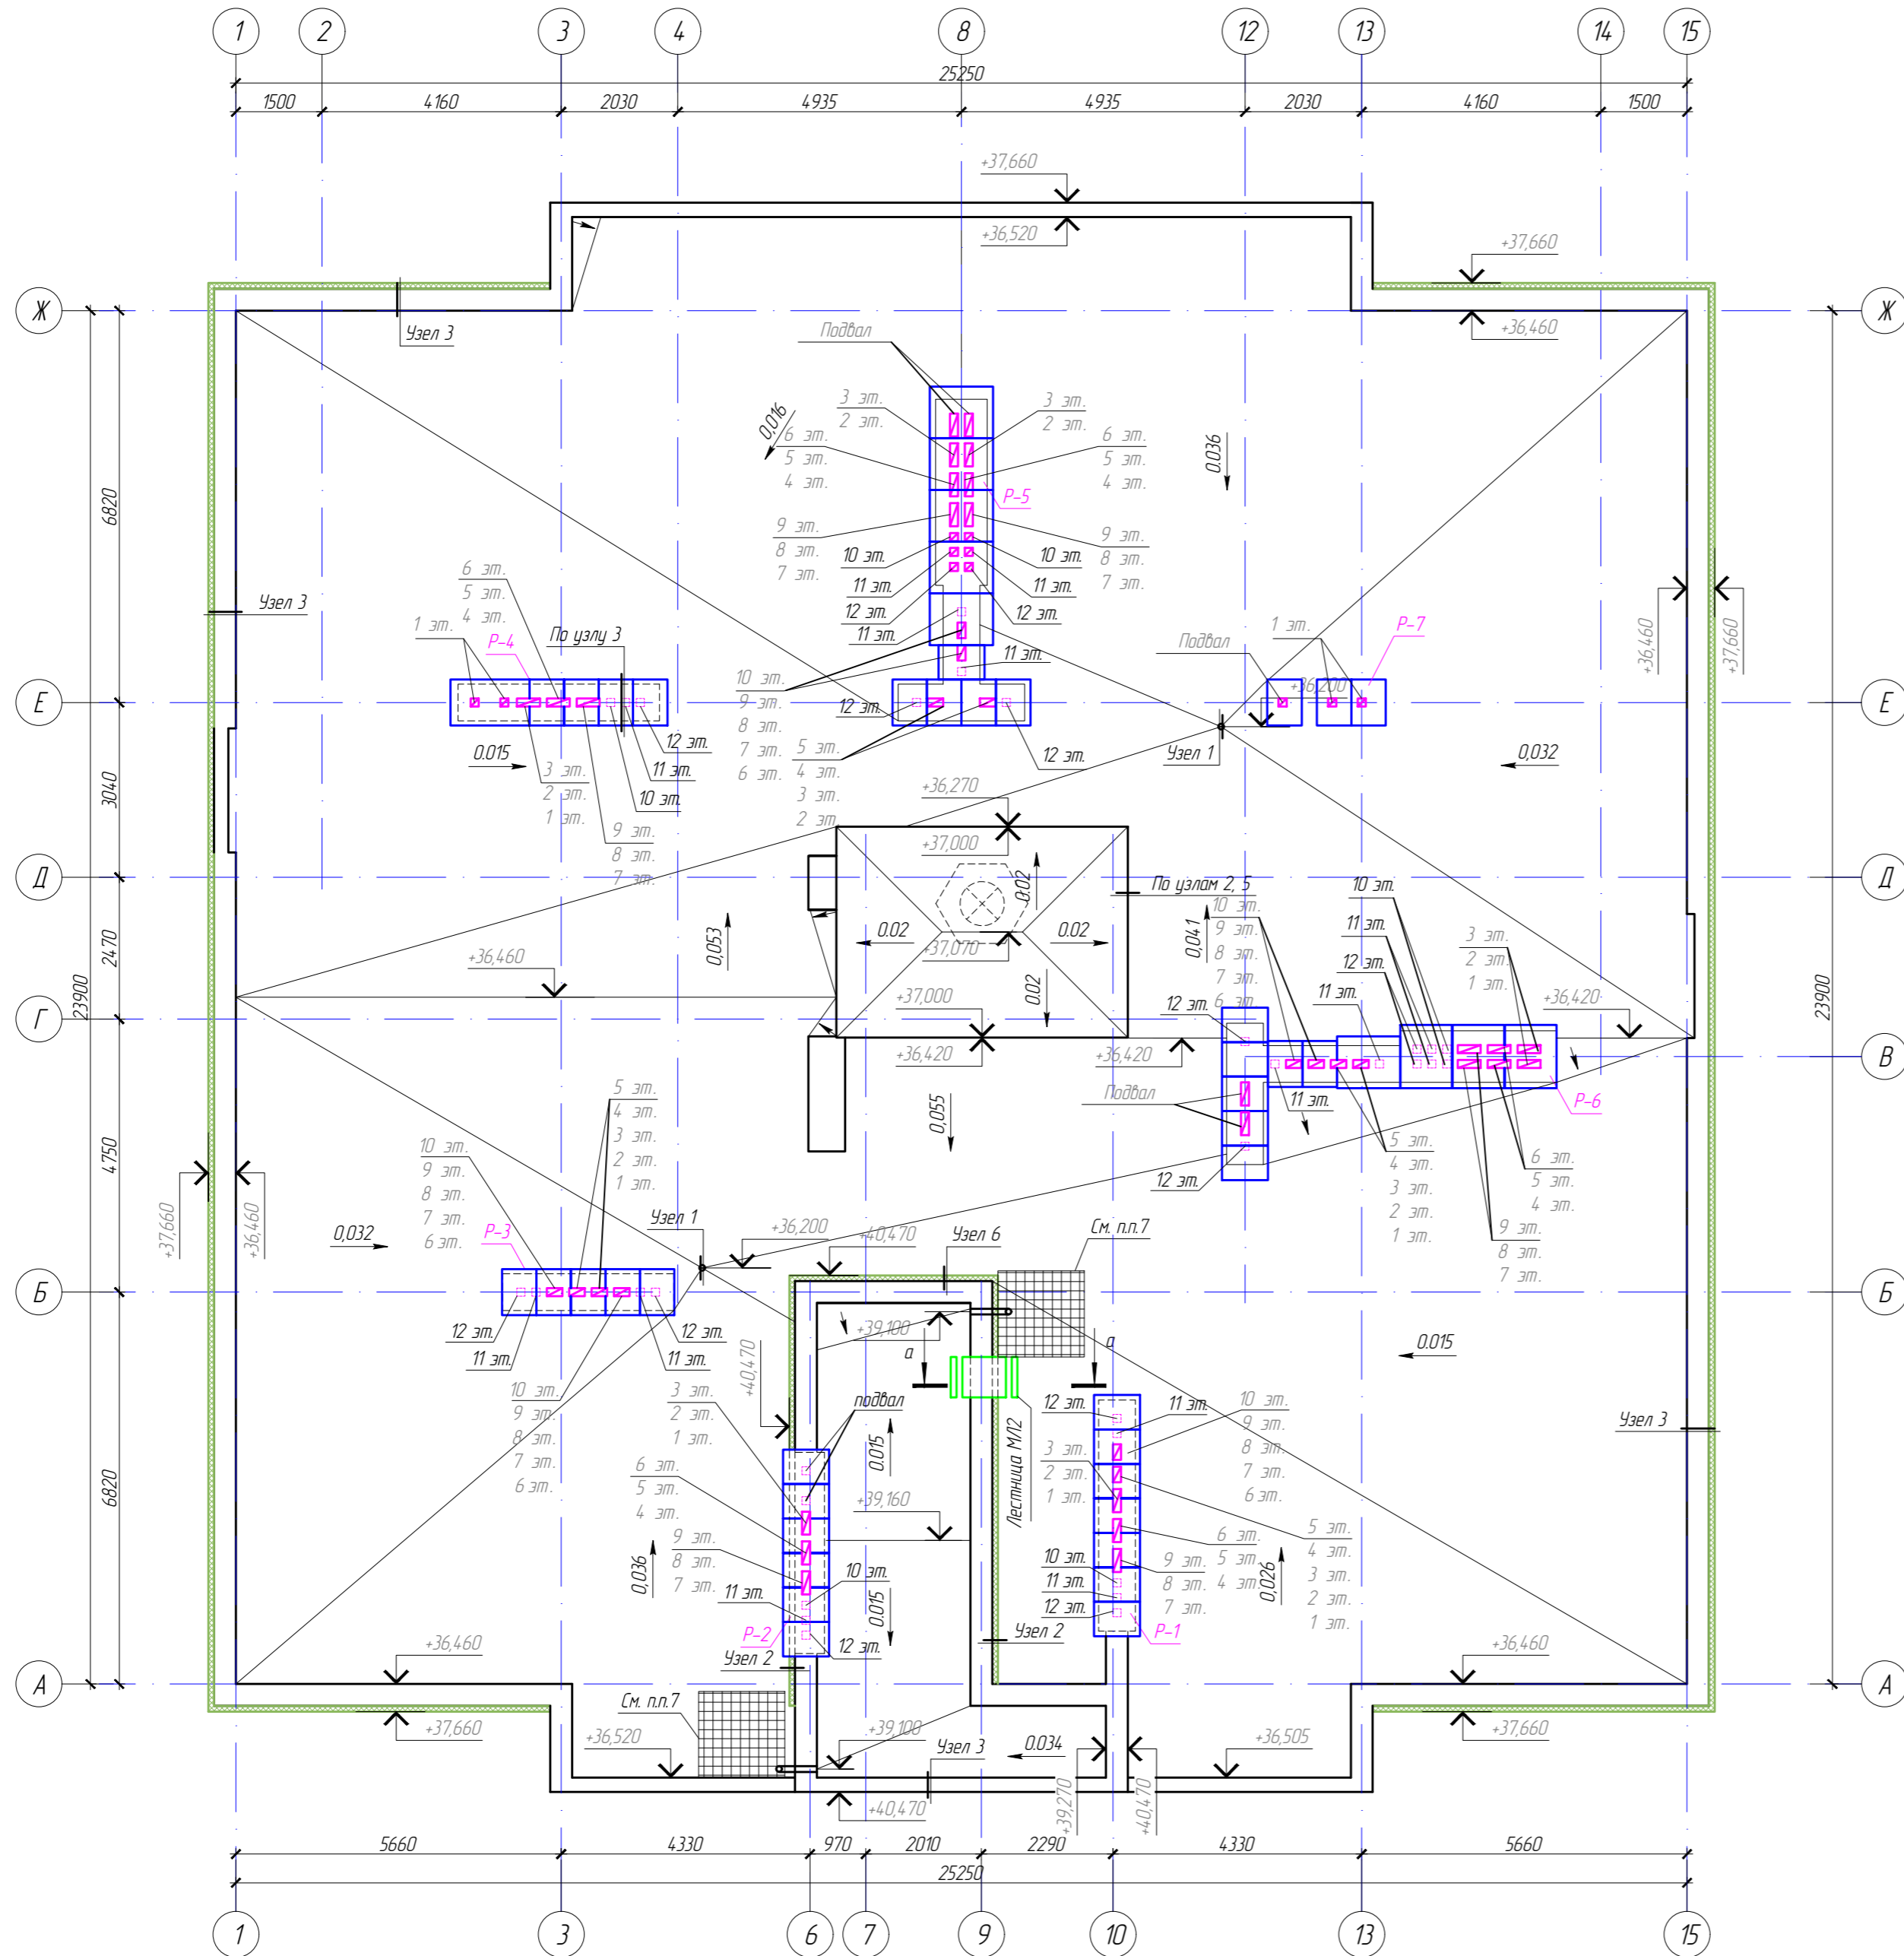 1 2 3 4 8 12 13 14 15
25250
1500 4160 2030 4935 4935 2030 4160 1500
+37,660
+36,520
+37,660
Ж Ж
+36,460
Узел 3
Подвал
0,016
3 эт.
2 эт.
3 эт.
2 эт.
6 эт.
5 эт.
4 эт.
6 эт.
5 эт.
4 эт.
0.036
Р-5
6820
9 эт.
8 эт.
7 эт.
9 эт.
8 эт.
7 эт.
10 эт.
10 эт.
11 эт.
11 эт.
12 эт.
12 эт.
11 эт.
11 эт.
6 эт.
5 эт.
4 эт.
Узел 3
1 эт.
Р-4
По узлу 3
Подвал
1 эт.
Р-7
+36,460
+37,660
Е Е
10 эт.
9 эт.
8 эт.
7 эт.
6 эт.
12 эт.
5 эт.
4 эт.
3 эт.
2 эт.
12 эт.
+36,200
Узел 1
0,032
0.015
3 эт.
2 эт.
1 эт.
12 эт.
11 эт.
10 эт.
9 эт.
8 эт.
7 эт.
3040
+36,270
+37,000
Д Д
0.02
0.02
0.02
0.02
+37,070
+37,000
+36,420
По узлам 2, 5
0,053
0,041
+36,460
2470
23900
23900
10 эт.
9 эт.
8 эт.
7 эт.
6 эт.
10 эт.
11 эт.
12 эт.
11 эт.
3 эт.
2 эт.
1 эт.
+36,420
12 эт.
+36,420
Г
В
Подвал
11 эт.
Р-6
12 эт.
5 эт.
4 эт.
3 эт.
2 эт.
1 эт.
6 эт.
5 эт.
4 эт.
9 эт.
8 эт.
7 эт.
0,055
4750
5 эт.
4 эт.
3 эт.
2 эт.
1 эт.
10 эт.
9 эт.
8 эт.
7 эт.
6 эт.
+37,660
+36,460
0,032
Р-3
Узел 1
+36,200
+40,470
Узел 6
См. п.п.7
Б Б
12 эт.
11 эт.
12 эт.
11 эт.
+39,100
а
а
0.015
+40,470
10 эт.
9 эт.
8 эт.
7 эт.
6 эт.
3 эт.
2 эт.
1 эт.
подвал
0.015
Лестница МЛ2
12 эт.
11 эт.
10 эт.
9 эт.
8 эт.
7 эт.
6 эт.
3 эт.
2 эт.
1 эт.
Узел 3
6820
6 эт.
5 эт.
4 эт.
+39,160
9 эт.
8 эт.
7 эт.
0,036
10 эт.
11 эт.
0.015
12 эт.
Р-2
Узел 2
10 эт.
11 эт.
12 эт.
6 эт.
5 эт.
4 эт.
9 эт.
8 эт.
7 эт.
5 эт.
4 эт.
3 эт.
2 эт.
1 эт.
0,026
Р-1
Узел 2
+36,460
+36,460
А А
+37,660
См. п.п.7
+36,520
+39,100
Узел 3
0.034
+36,505
+37,660
+40,470
+39,270
+40,470
5660 4330 970 2010 2290 4330 5660
25250
1 3 6 7 9 10 13 15